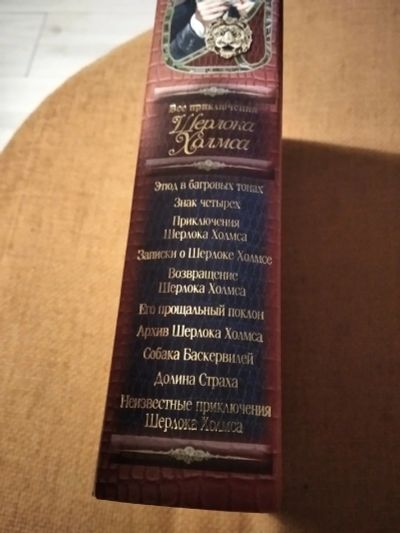 Все приключения
Шерлока
Холмса
Этюд в багровых тонах
Знак четырех
Приключения
Шерлока Холмса
Записки о Шерлоке Холмсе
Возвращение
Шерлока Холмса
Его прощальный поклон
Архив Шерлока Холмса
Собака Баскервилей
Долина Страха
Неизвестные приключения
Шерлока Холмса